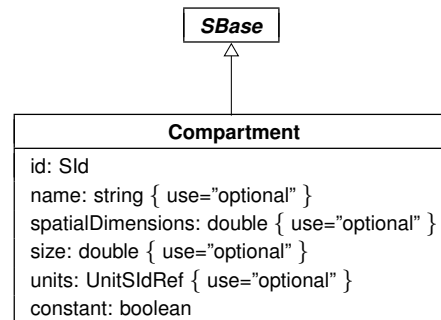 SBase
Compartment
id: SId
name: string { use=”optional” }
spatialDimensions: double { use=”optional” }
size: double { use=”optional” }
units: UnitSIdRef { use=”optional” }
constant: boolean